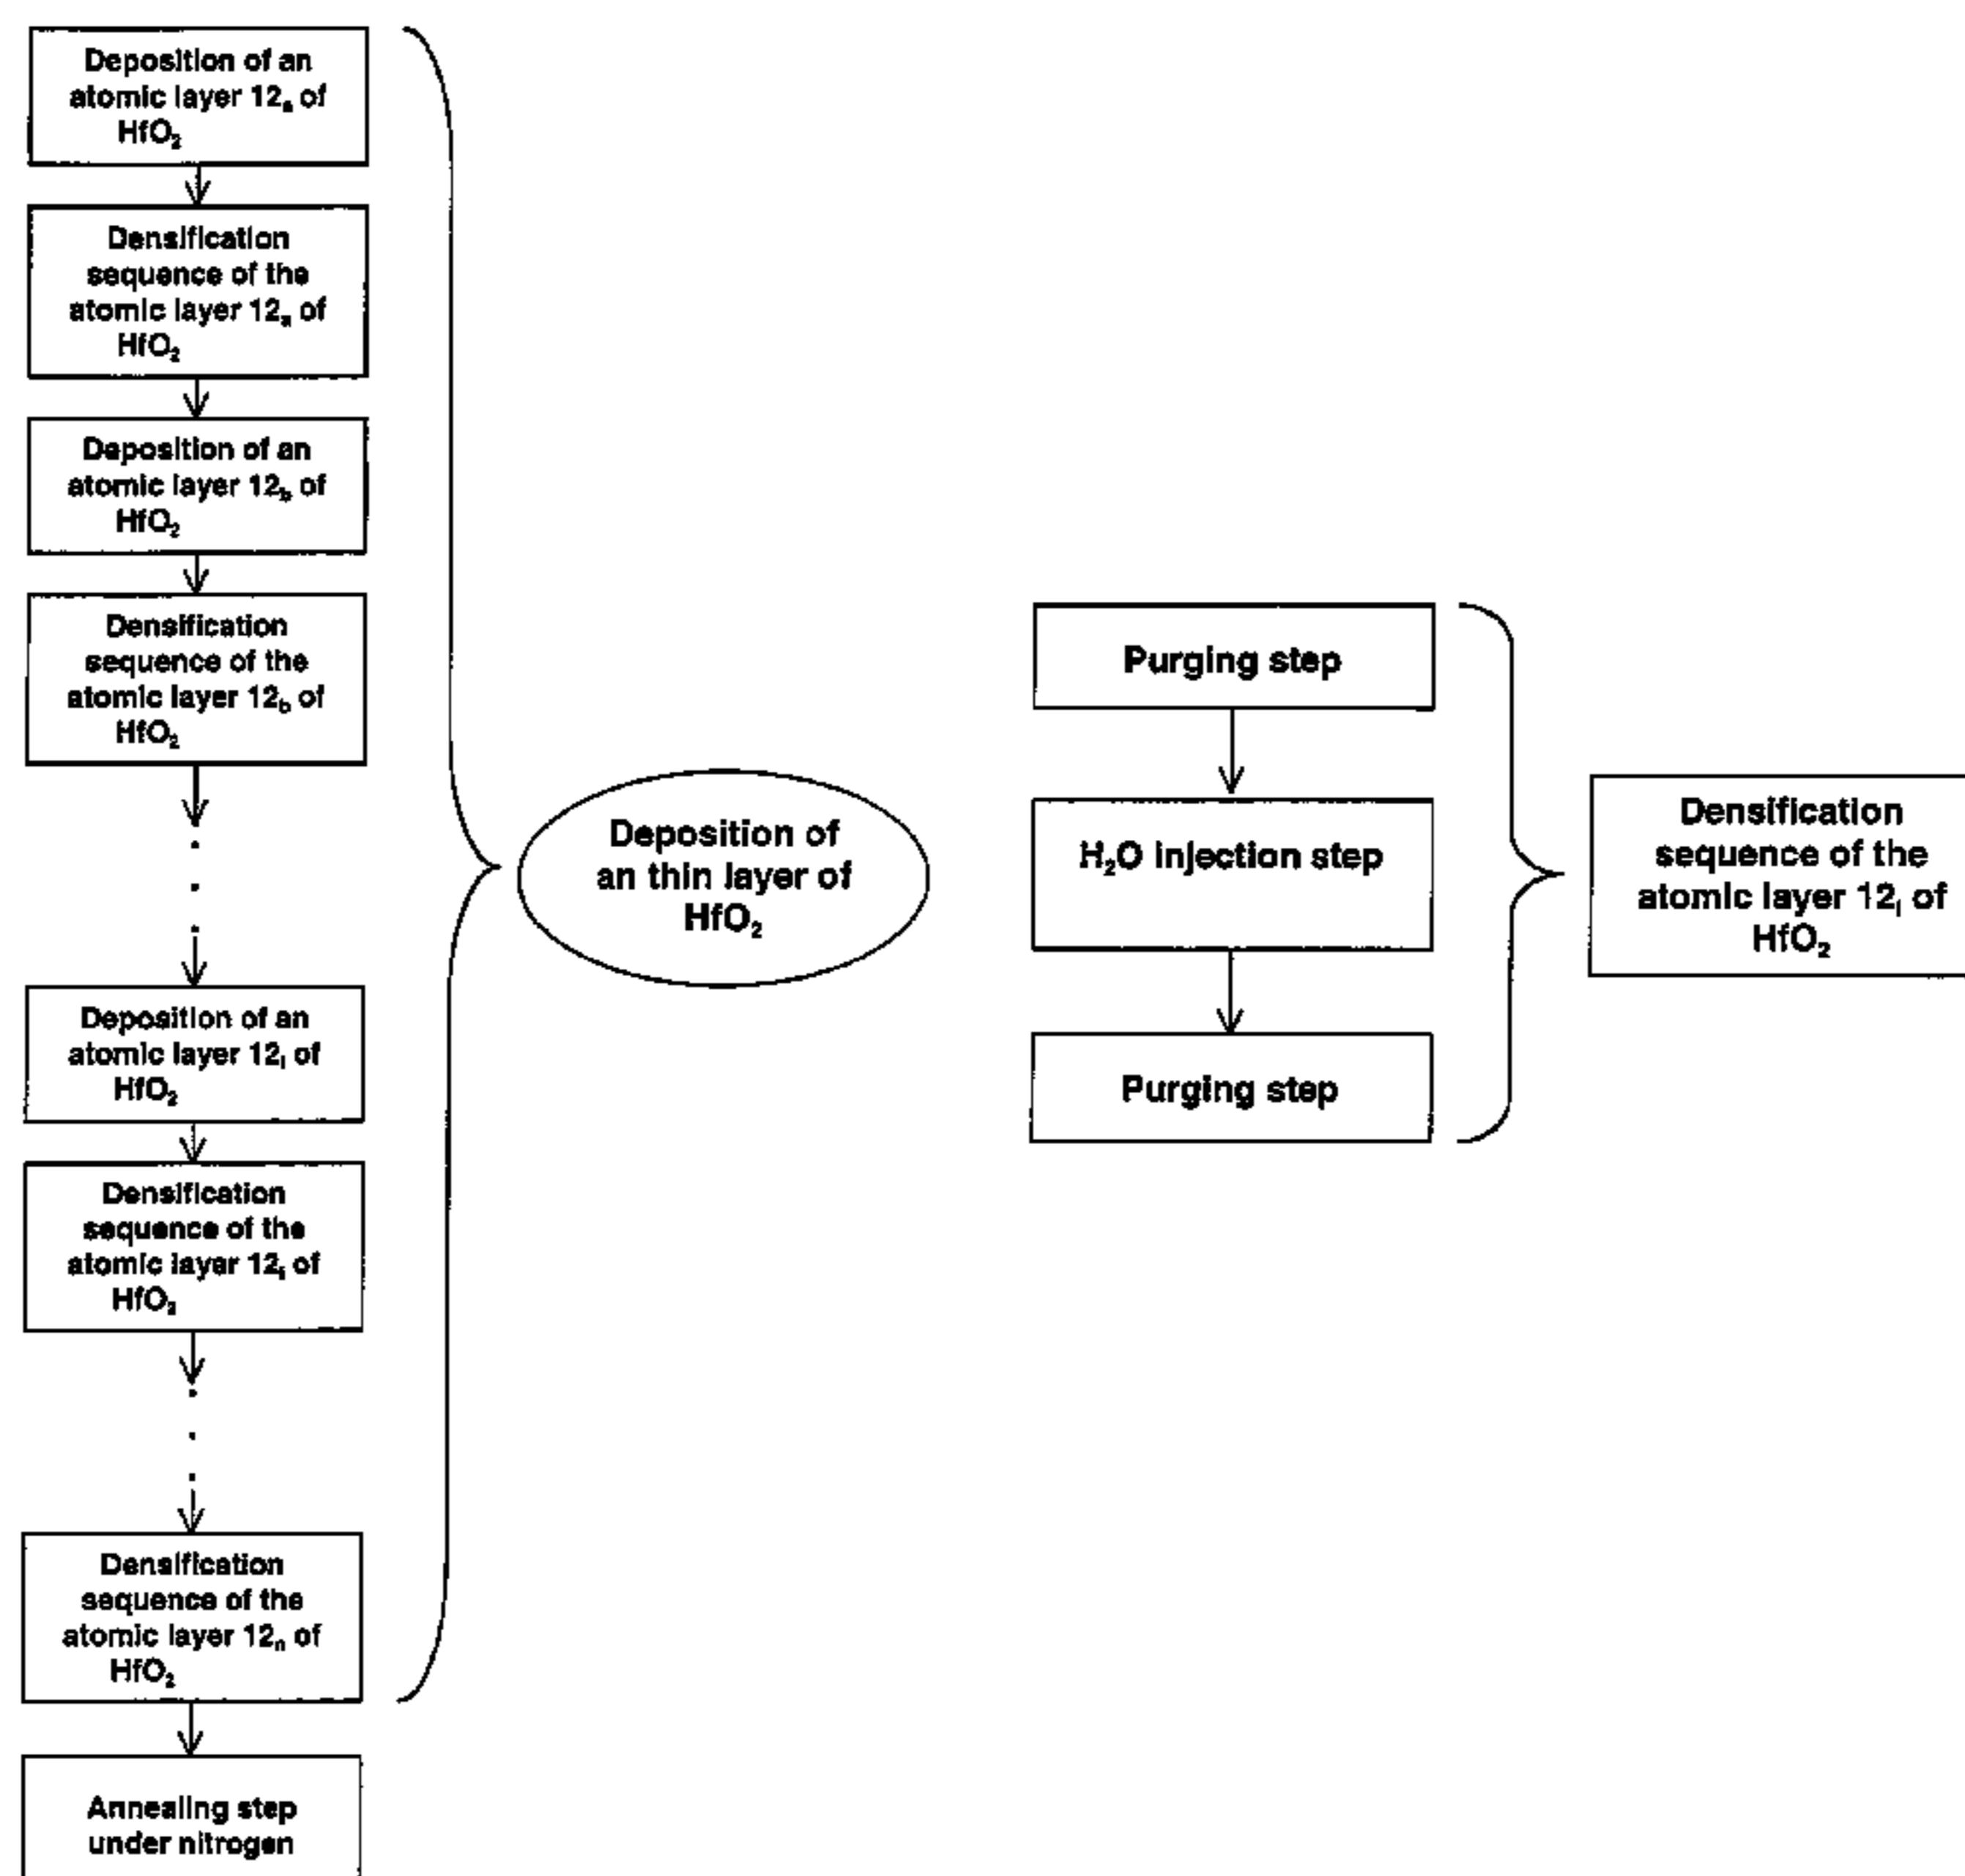 Deposition of an
atomic layer 12ₐ of
HfO₂
Densification
sequence of the
atomic layer 12ₐ of
HfO₂
Deposition of an
atomic layer 12b of
HfO₂
Densification
sequence of the
atomic layer 12b of
HfO₂
.
.
.
Deposition of an
atomic layer 12ᵢ of
HfO₂
Densification
sequence of the
atomic layer 12ᵢ of
HfO₂
.
.
.
Densification
sequence of the
atomic layer 12ₙ of
HfO₂
Annealing step
under nitrogen
Deposition of
an thin layer of
HfO₂
Purging step
H₂O injection step
Purging step
Densification
sequence of the
atomic layer 12ᵢ of
HfO₂